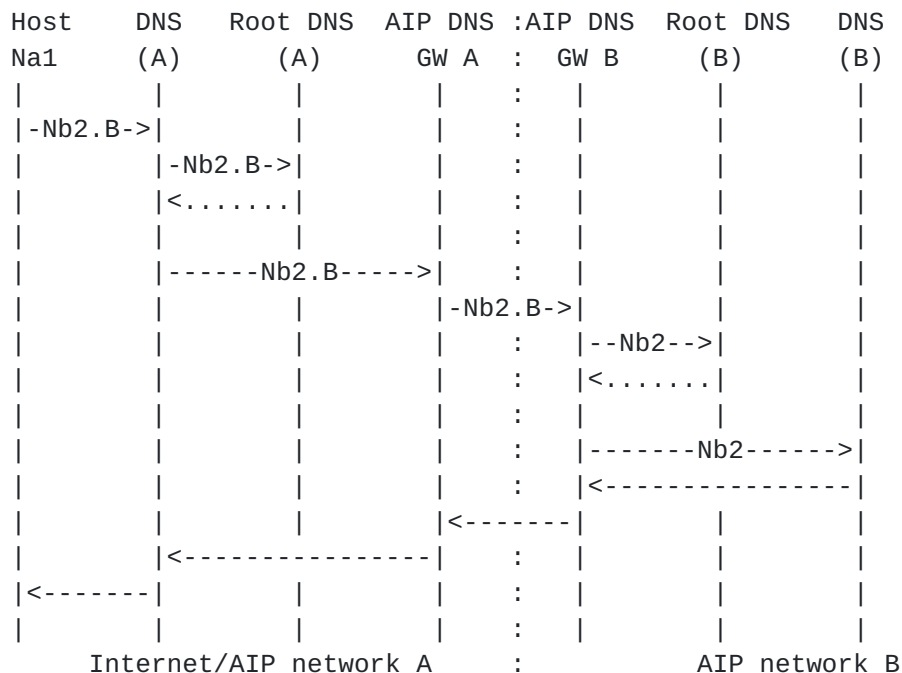 Host      DNS    Root DNS  AIP DNS :AIP DNS  Root DNS   DNS
Na1       (A)      (A)       GW A  :  GW B     (B)      (B)
|         |         |         |    :    |         |         |
|-Nb2.B->|         |         |    :    |         |         |
|         |-Nb2.B->|         |    :    |         |         |
|         |<.......|         |    :    |         |         |
|         |         |         |    :    |         |         |
|         |------Nb2.B----->|    :    |         |         |
|         |         |         |-Nb2.B->|         |         |
|         |         |         |    :    |--Nb2-->|         |
|         |         |         |    :    |<.......|         |
|         |         |         |    :    |         |         |
|         |         |         |    :    |-------Nb2------>|
|         |         |         |    :    |<----------------|
|         |         |         |<-------|         |         |
|         |<----------------|    :    |         |         |
|<-------|         |         |    :    |         |         |
|         |         |         |    :    |         |         |
Internet/AIP network A     :            AIP network B